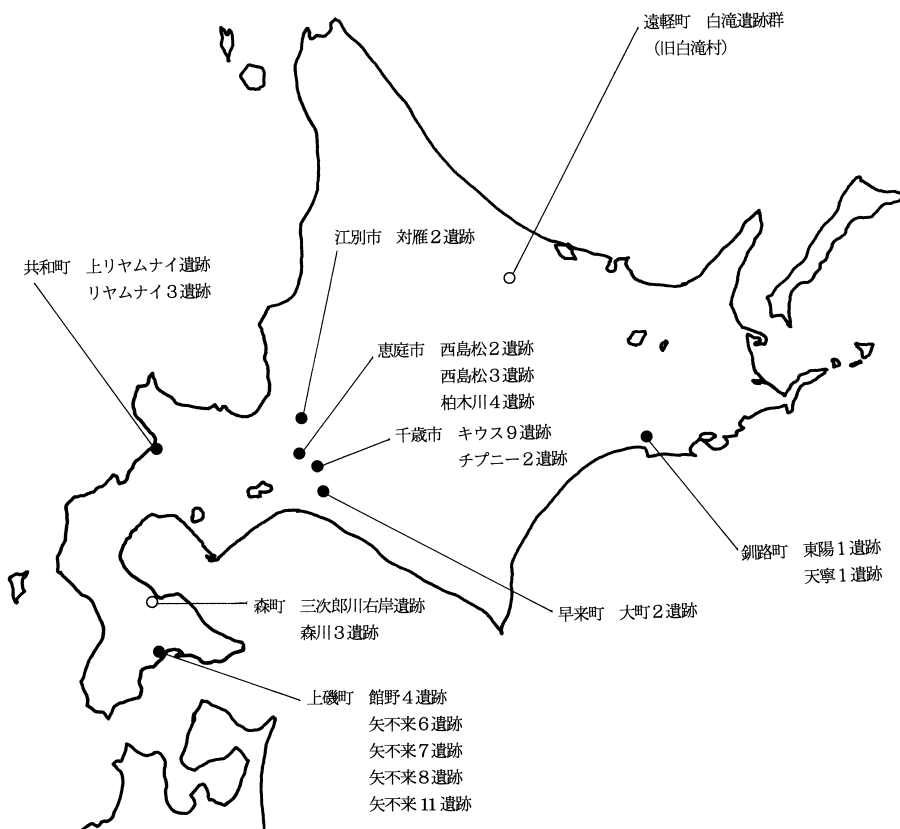 遠軽町　白滝遺跡群
（旧白滝村）
江別市　対雁２遺跡
共和町　上リヤムナイ遺跡
リヤムナイ３遺跡
恵庭市　西島松２遺跡
西島松３遺跡
柏木川４遺跡
千歳市　キウス９遺跡
チプニー２遺跡
釧路町　東陽１遺跡
天寧１遺跡
森町　三次郎川右岸遺跡
森川３遺跡
早来町　大町２遺跡
上磯町　館野４遺跡
矢不来６遺跡
矢不来７遺跡
矢不来８遺跡
矢不来 11 遺跡